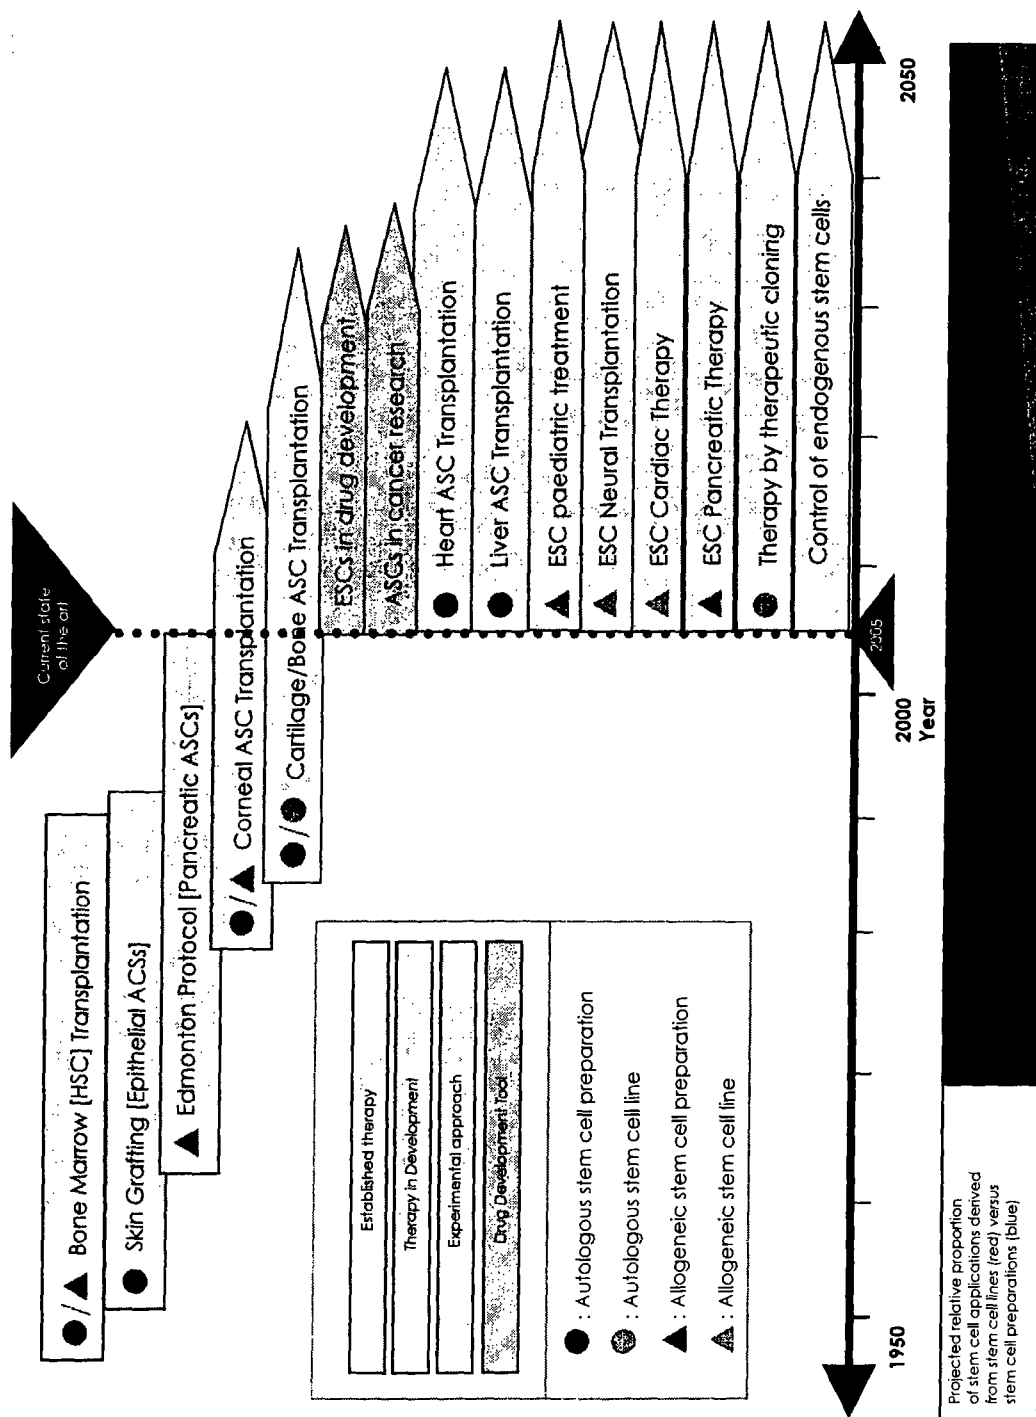 Current state
of the art
● / ▲ Bone Marrow [HSC] Transplantation
● Skin Grafting [Epithelial ACSs]
▲ Edmonton Protocol [Pancreatic ASCs]
● / ▲ Corneal ASC Transplantation
● / ● Cartilage/Bone ASC Transplantation
ESCs in drug development
ASCs in cancer research
● Heart ASC Transplantation
● Liver ASC Transplantation
▲ ESC paediatric treatment
▲ ESC Neural Transplantation
▲ ESC Cardiac Therapy
▲ ESC Pancreatic Therapy
● Therapy by therapeutic cloning
Control of endogenous stem cells
Established therapy
Therapy in Development
Experimental approach
Drug Development Tool
● : Autologous stem cell preparation
● : Autologous stem cell line
▲ : Allogeneic stem cell preparation
▲ : Allogeneic stem cell line
1950
2000
2005
2050
Year
Projected relative proportion
of stem cell applications derived
from stem cell lines (red) versus
stem cell preparations (blue)